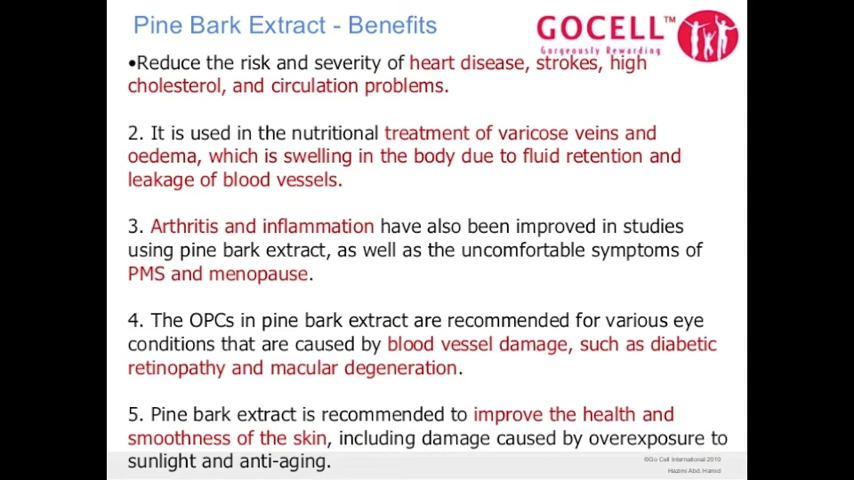 Pine Bark Extract - Benefits
GOCELL™
Gorgeously Rewarding
•Reduce the risk and severity of heart disease, strokes, high
cholesterol, and circulation problems.
2. It is used in the nutritional treatment of varicose veins and
oedema, which is swelling in the body due to fluid retention and
leakage of blood vessels.
3. Arthritis and inflammation have also been improved in studies
using pine bark extract, as well as the uncomfortable symptoms of
PMS and menopause.
4. The OPCs in pine bark extract are recommended for various eye
conditions that are caused by blood vessel damage, such as diabetic
retinopathy and macular degeneration.
5. Pine bark extract is recommended to improve the health and
smoothness of the skin, including damage caused by overexposure to
sunlight and anti-aging.
©Go Cell International 2010
Hazimi Abd. Hamid